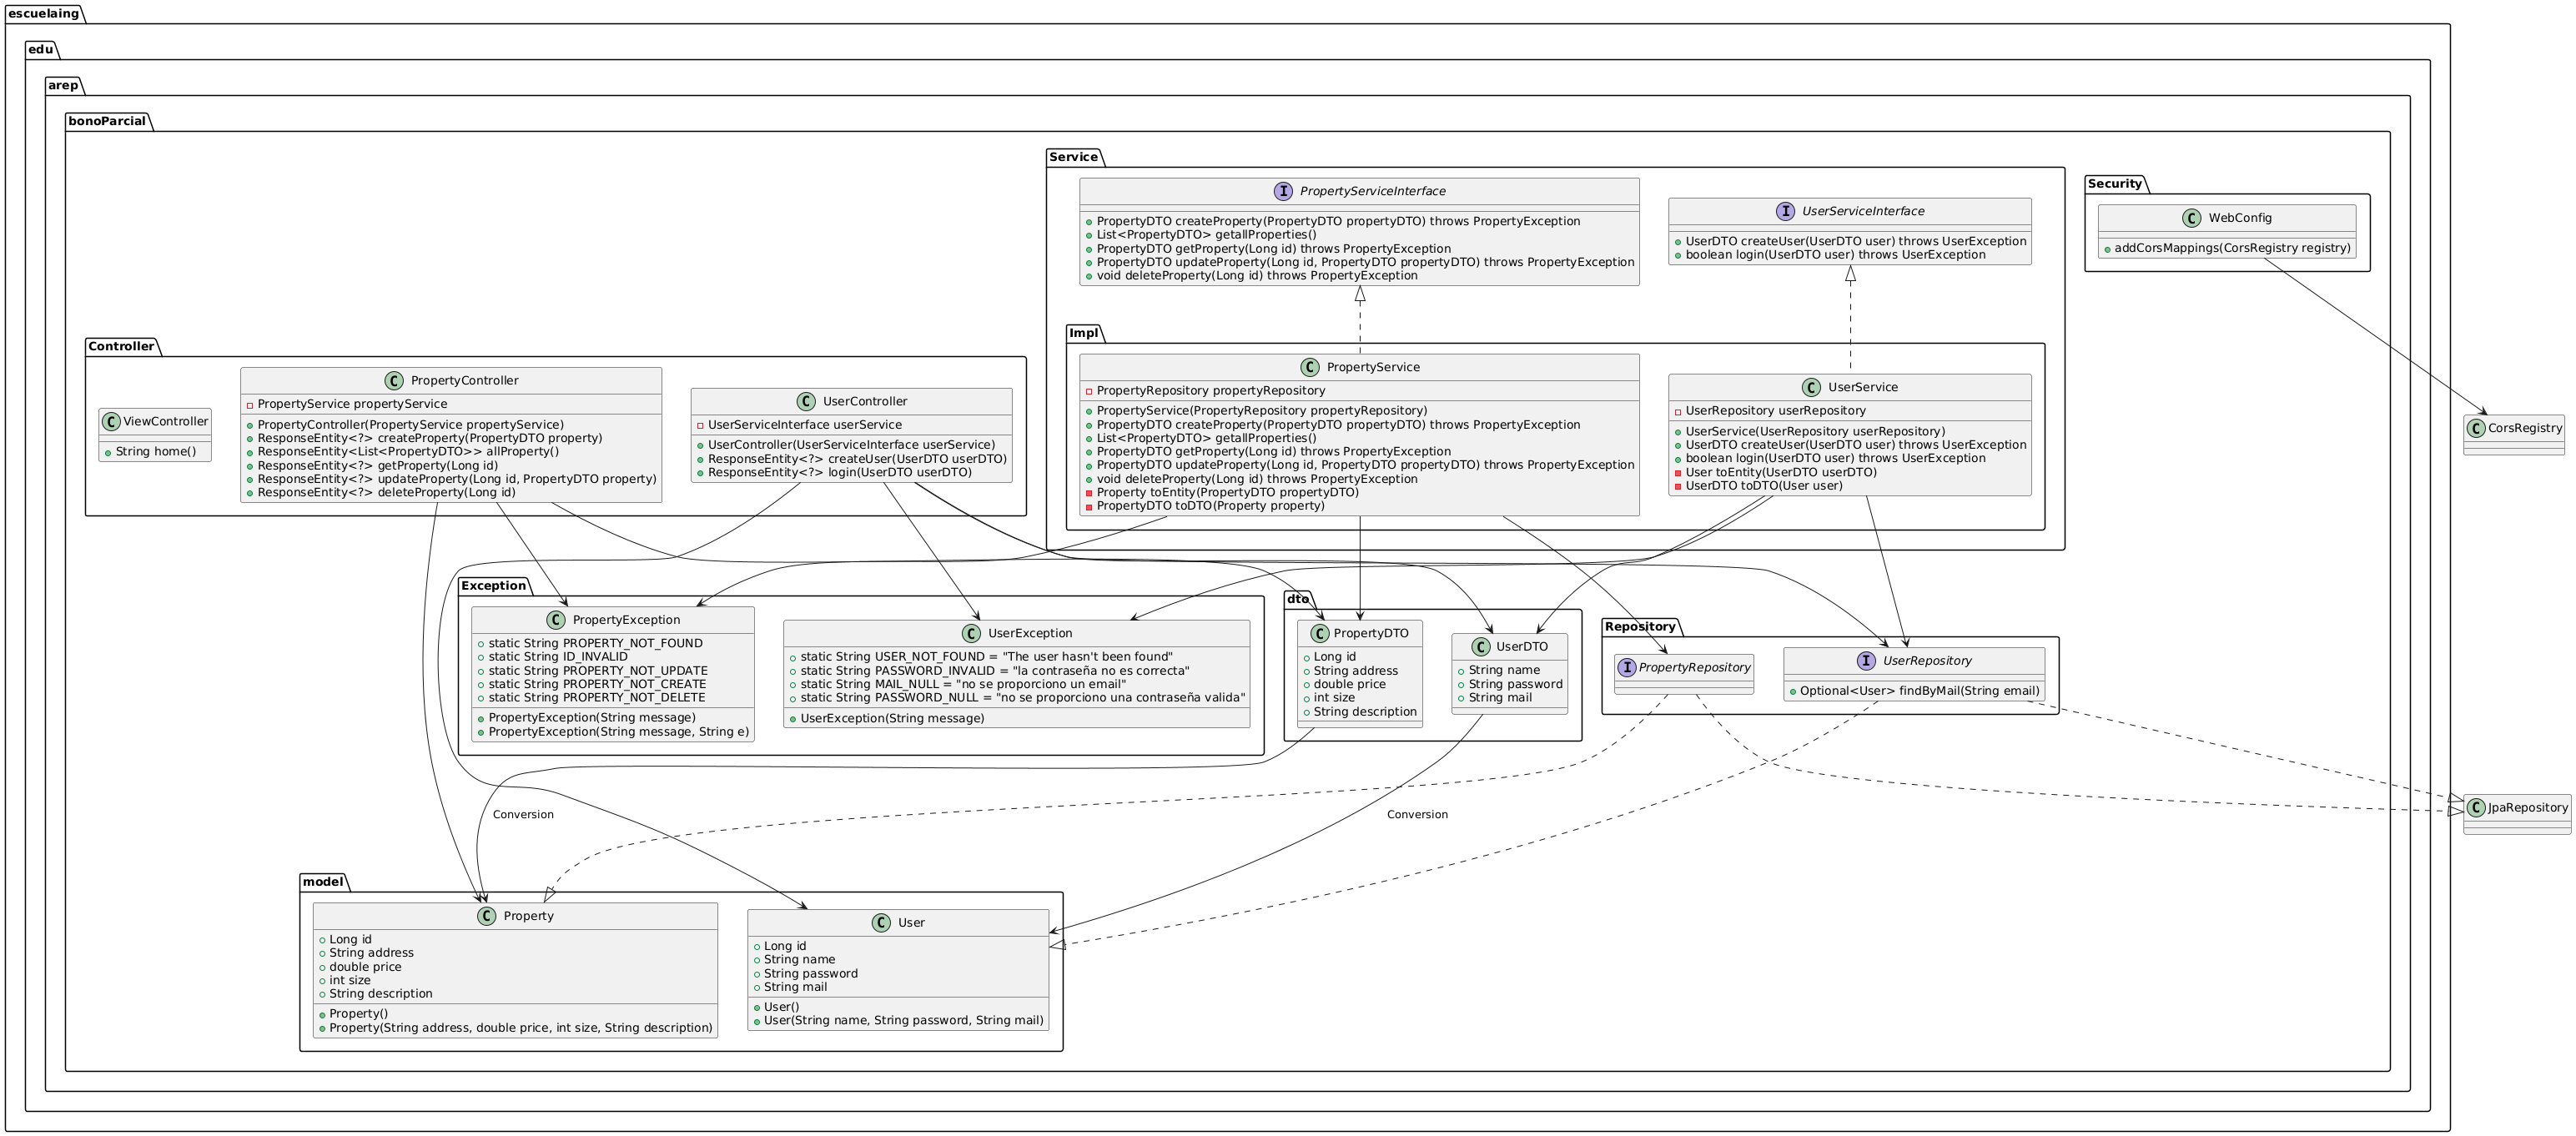 escuelaing
edu
arep
bonoParcial
Service
I PropertyServiceInterface
PropertyDTO createProperty(PropertyDTO propertyDTO) throws PropertyException
List<PropertyDTO> getallProperties()
PropertyDTO getProperty(Long id) throws PropertyException
PropertyDTO updateProperty(Long id, PropertyDTO propertyDTO) throws PropertyException
void deleteProperty(Long id) throws PropertyException
I UserServiceInterface
UserDTO createUser(UserDTO user) throws UserException
boolean login(UserDTO user) throws UserException
Security
C WebConfig
addCorsMappings(CorsRegistry registry)
Controller
C ViewController
String home()
C PropertyController
PropertyService propertyService
PropertyController(PropertyService propertyService)
ResponseEntity<?> createProperty(PropertyDTO property)
ResponseEntity<List<PropertyDTO>> allProperty()
ResponseEntity<?> getProperty(Long id)
ResponseEntity<?> updateProperty(Long id, PropertyDTO property)
ResponseEntity<?> deleteProperty(Long id)
C UserController
UserServiceInterface userService
UserController(UserServiceInterface userService)
ResponseEntity<?> createUser(UserDTO userDTO)
ResponseEntity<?> login(UserDTO userDTO)
Impl
C PropertyService
PropertyRepository propertyRepository
PropertyService(PropertyRepository propertyRepository)
PropertyDTO createProperty(PropertyDTO propertyDTO) throws PropertyException
List<PropertyDTO> getallProperties()
PropertyDTO getProperty(Long id) throws PropertyException
PropertyDTO updateProperty(Long id, PropertyDTO propertyDTO) throws PropertyException
void deleteProperty(Long id) throws PropertyException
Property toEntity(PropertyDTO propertyDTO)
PropertyDTO toDTO(Property property)
C UserService
UserRepository userRepository
UserService(UserRepository userRepository)
UserDTO createUser(UserDTO user) throws UserException
boolean login(UserDTO user) throws UserException
User toEntity(UserDTO userDTO)
UserDTO toDTO(User user)
C CorsRegistry
Exception
C PropertyException
static String PROPERTY_NOT_FOUND
static String ID_INVALID
static String PROPERTY_NOT_UPDATE
static String PROPERTY_NOT_CREATE
static String PROPERTY_NOT_DELETE
PropertyException(String message)
PropertyException(String message, String e)
C UserException
static String USER_NOT_FOUND = "The user hasn't been found"
static String PASSWORD_INVALID = "la contraseña no es correcta"
static String MAIL_NULL = "no se proporciono un email"
static String PASSWORD_NULL = "no se proporciono una contraseña valida"
UserException(String message)
dto
C PropertyDTO
Long id
String address
double price
int size
String description
C UserDTO
String name
String password
String mail
Repository
I PropertyRepository
I UserRepository
Optional<User> findByMail(String email)
C JpaRepository
Conversion
Conversion
model
C Property
Long id
String address
double price
int size
String description
Property()
Property(String address, double price, int size, String description)
C User
Long id
String name
String password
String mail
User()
User(String name, String password, String mail)